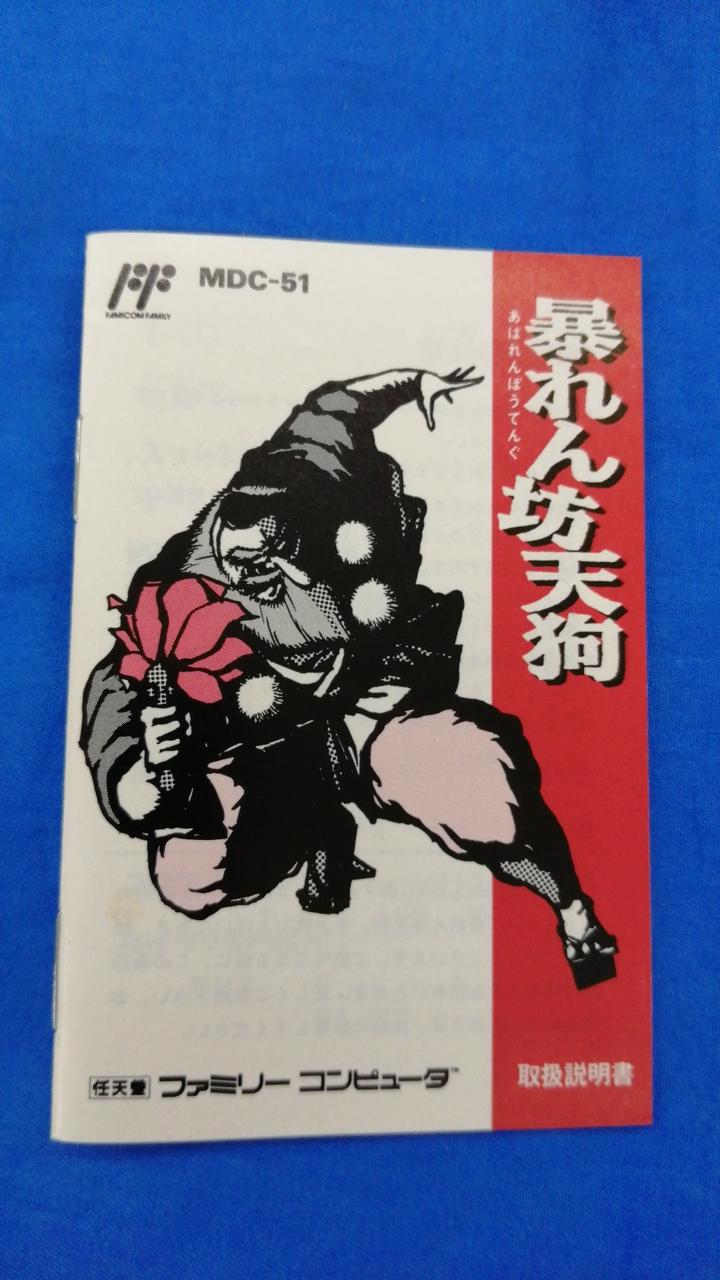 FAMICOM FAMILY
MDC-51
暴れん坊天狗
あばれんぼうてんぐ
任天堂 ファミリー コンピュータ™
取扱説明書